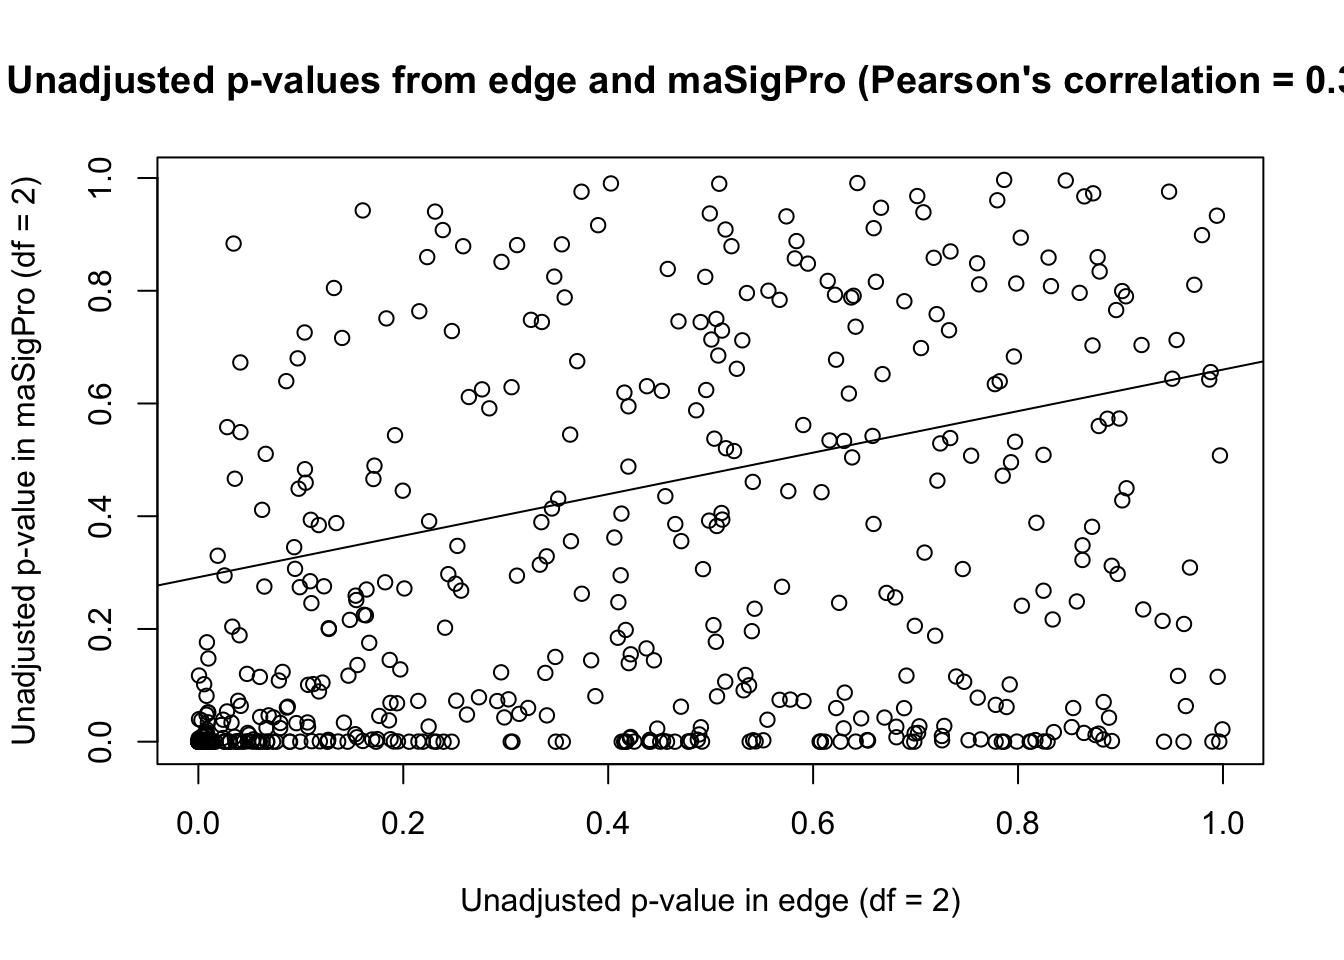 Unadjusted p-values from edge and maSigPro (Pearson's correlation = 0.3
Unadjusted p-value in maSigPro (df = 2)
1.0
0.8
0.6
0.4
0.2
0.0
0.0 0.2 0.4 0.6 0.8 1.0
Unadjusted p-value in edge (df = 2)